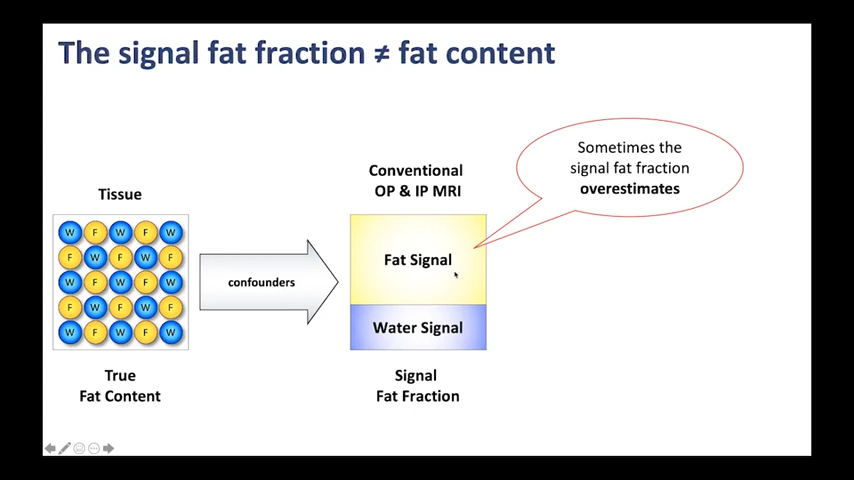 The signal fat fraction ≠ fat content
Sometimes the
signal fat fraction
overestimates
Conventional
OP & IP MRI
Tissue
W F W F W
F W F W F
W F W F W
F W F W F
W F W F W
confounders
Fat Signal
Water Signal
True
Fat Content
Signal
Fat Fraction